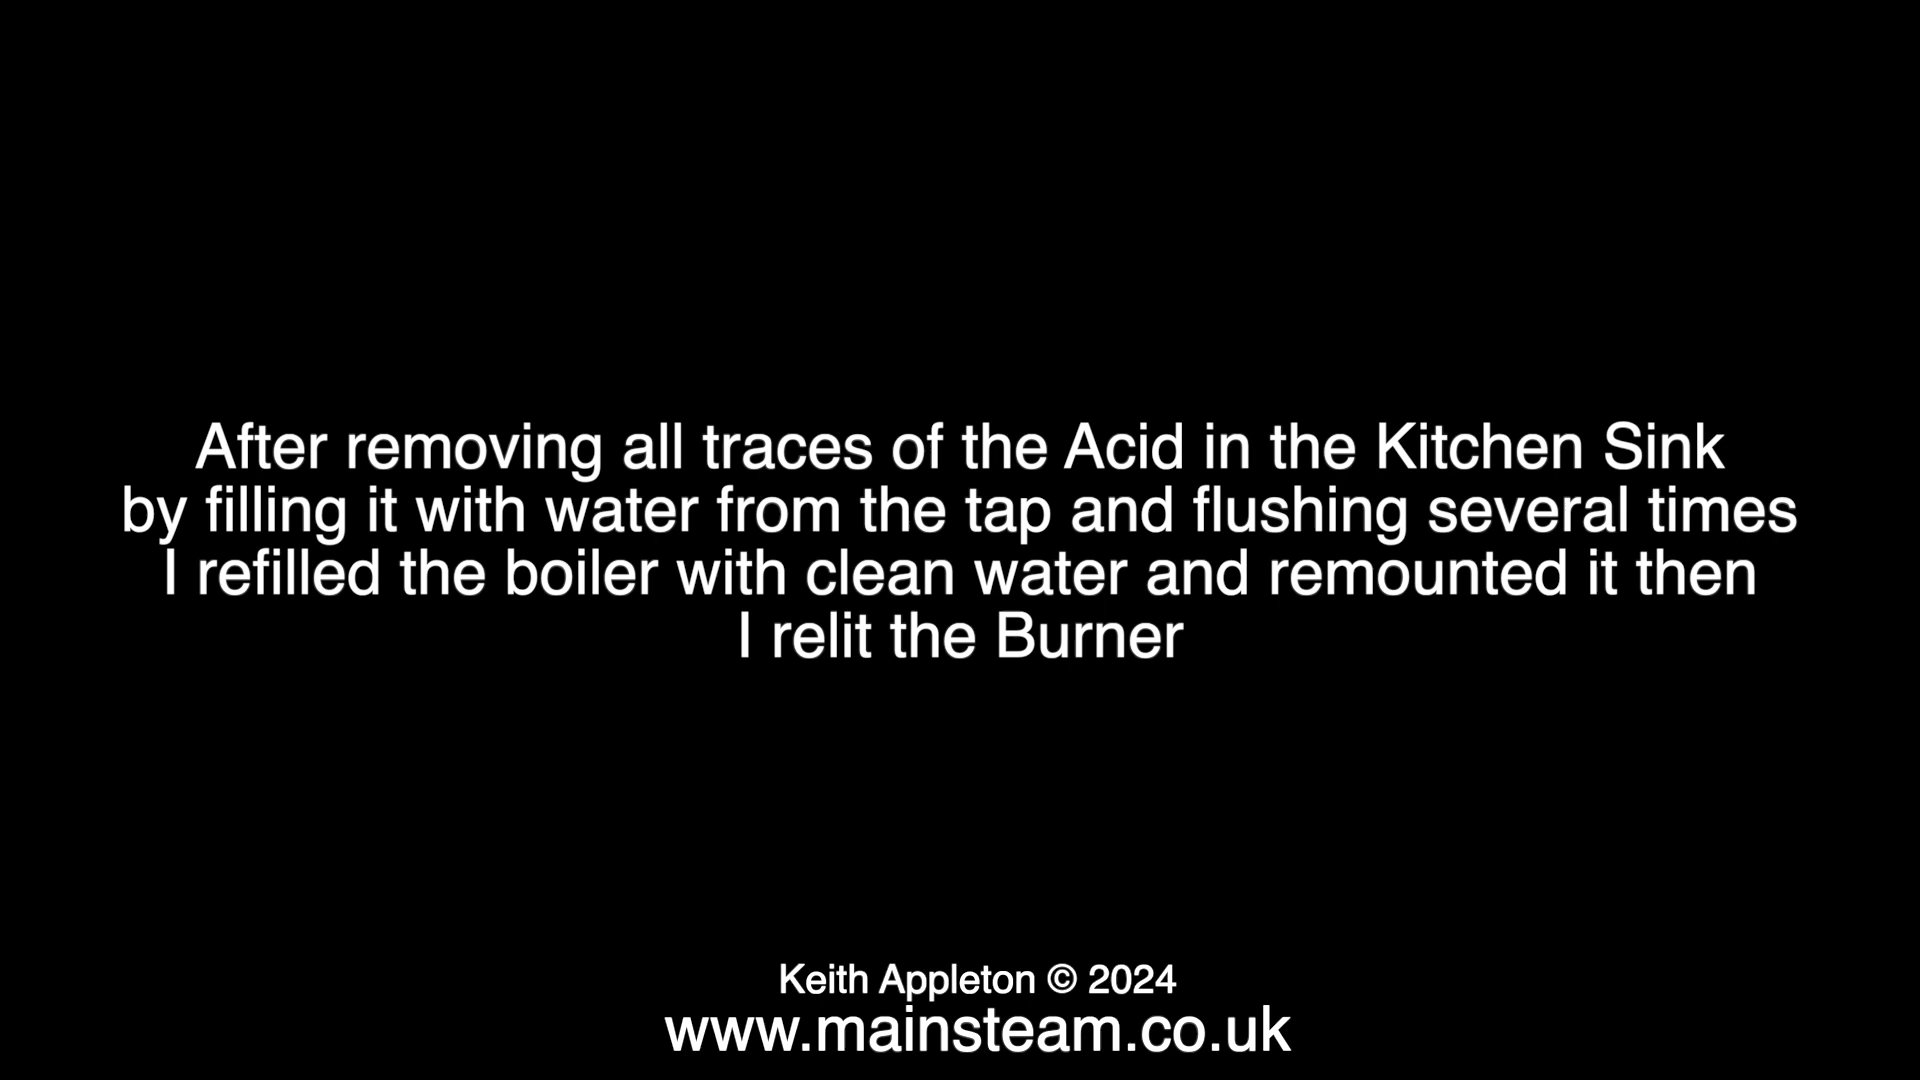 After removing all traces of the Acid in the Kitchen Sink
by filling it with water from the tap and flushing several times
I refilled the boiler with clean water and remounted it then
I relit the Burner
Keith Appleton © 2024
www.mainsteam.co.uk